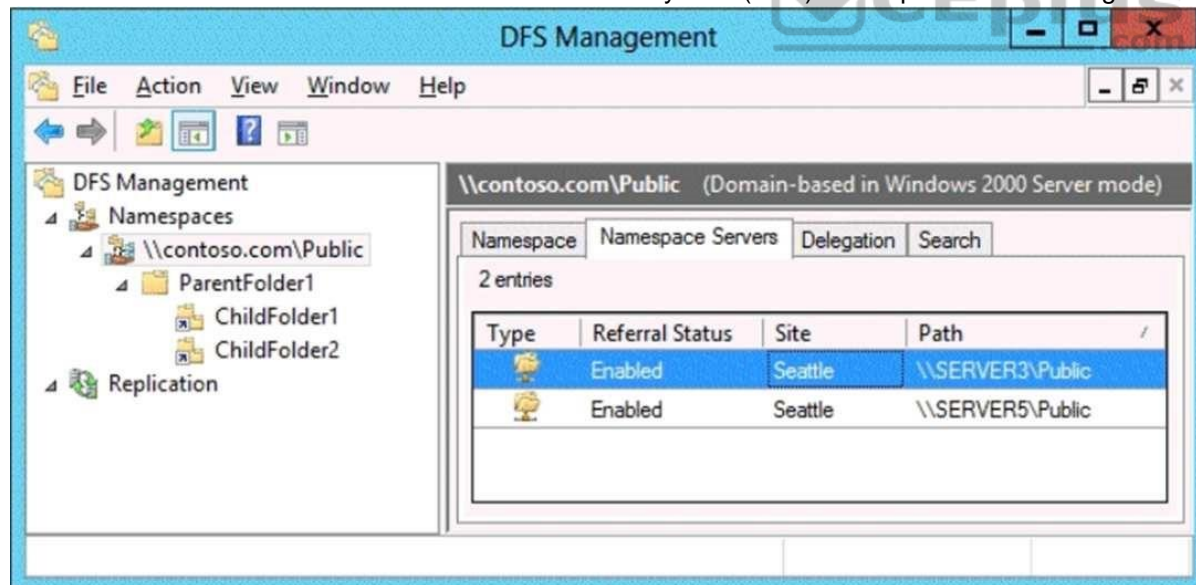 DFS Management
File Action View Window Help
DFS Management
Namespaces
\\contoso.com\Public
ParentFolder1
ChildFolder1
ChildFolder2
Replication
\\contoso.com\Public (Domain-based in Windows 2000 Server mode)
Namespace Namespace Servers Delegation Search
2 entries
Type Referral Status Site Path
Enabled Seattle \\SERVER3\Public
Enabled Seattle \\SERVER5\Public